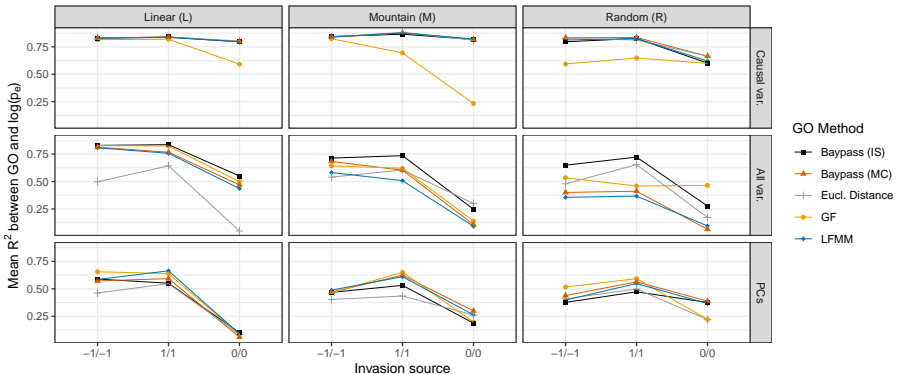 Linear (L)
Mountain (M)
Random (R)
Mean R² between GO and log(pₑ)
0.75
0.50
0.25
Causal var.
0.75
0.50
0.25
All var.
0.75
0.50
0.25
PCs
−1/−1
1/1
0/0
−1/−1
1/1
0/0
−1/−1
1/1
0/0
Invasion source
GO Method
Baypass (IS)
Baypass (MC)
Eucl. Distance
GF
LFMM